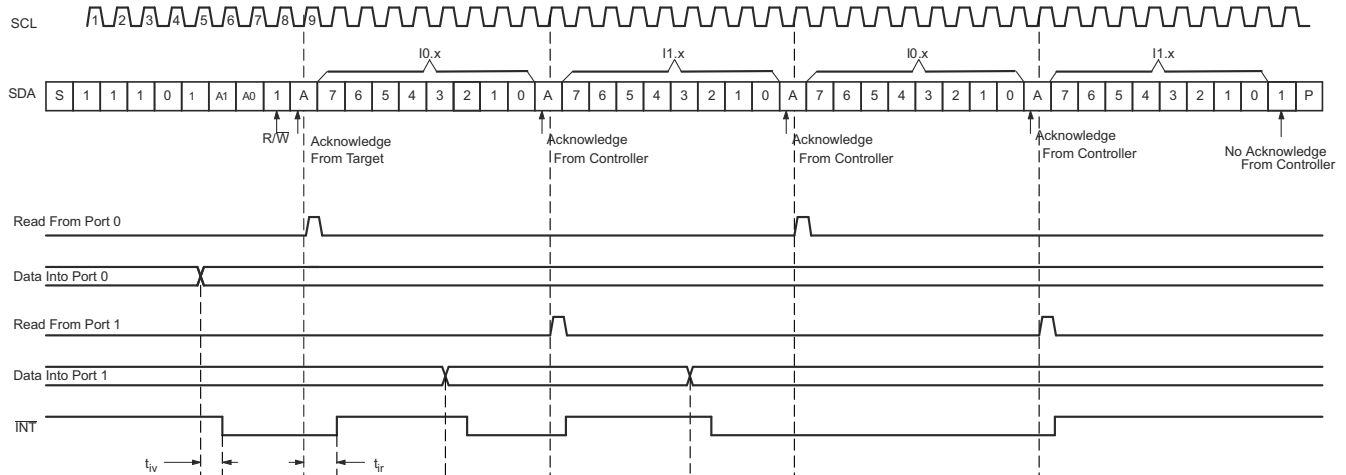 SCL
1 2 3 4 5 6 7 8 9
I0.x I1.x I0.x I1.x
SDA S 1 1 1 0 1 A1 A0 1 A 7 6 5 4 3 2 1 0 A 7 6 5 4 3 2 1 0 A 7 6 5 4 3 2 1 0 A 7 6 5 4 3 2 1 0 1 P
R/W
Acknowledge
From Target
Acknowledge
From Controller
Acknowledge
From Controller
Acknowledge
From Controller
No Acknowledge
From Controller
Read From Port 0
Data Into Port 0
Read From Port 1
Data Into Port 1
INT
tiv
tir